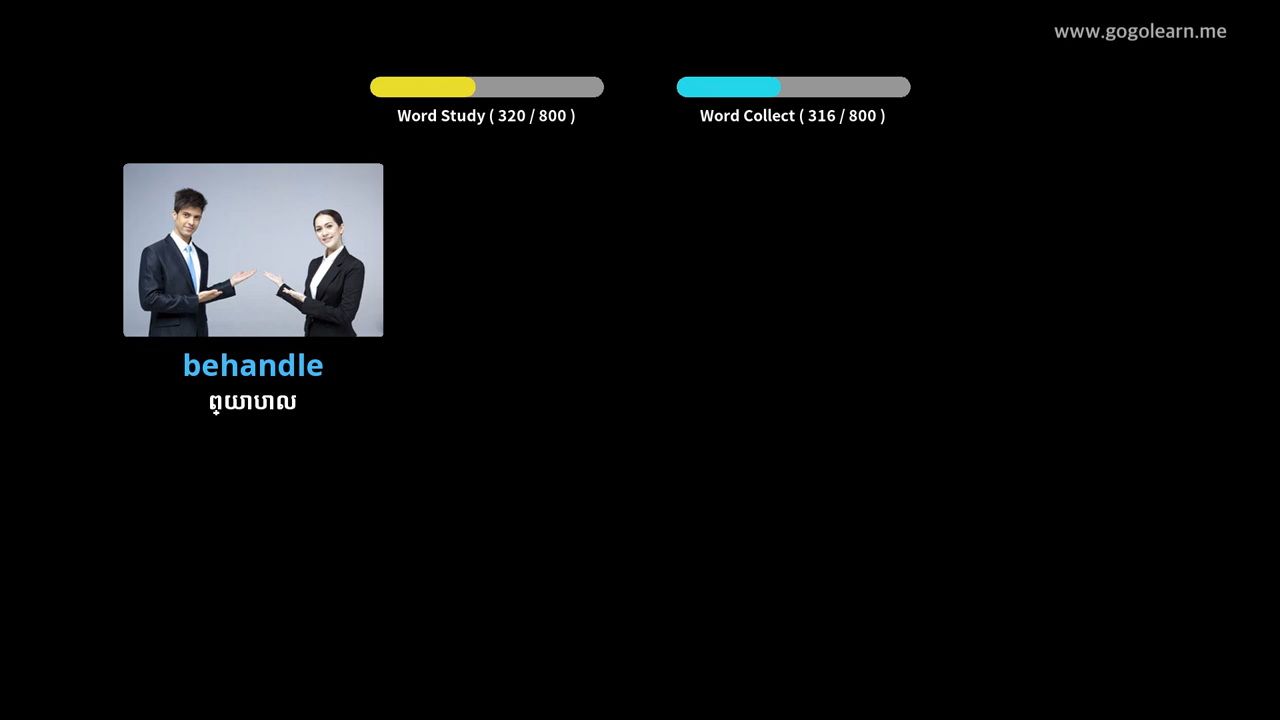 www.gogolearn.me
Word Study ( 320 / 800 )
Word Collect ( 316 / 800 )
behandle
ព្យាបាល